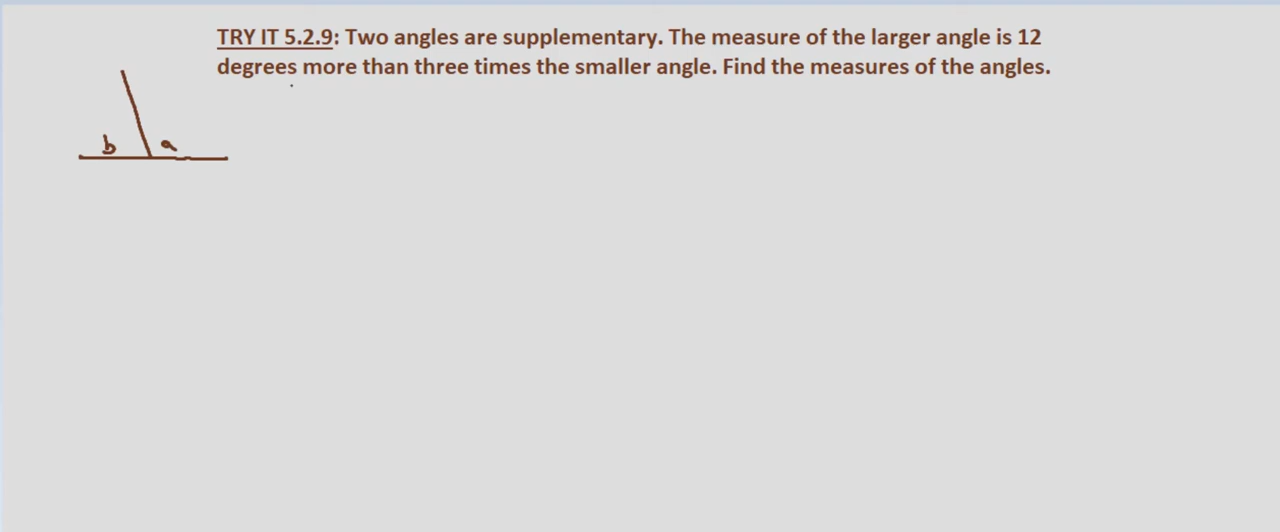 TRY IT 5.2.9: Two angles are supplementary. The measure of the larger angle is 12
degrees more than three times the smaller angle. Find the measures of the angles.
b a